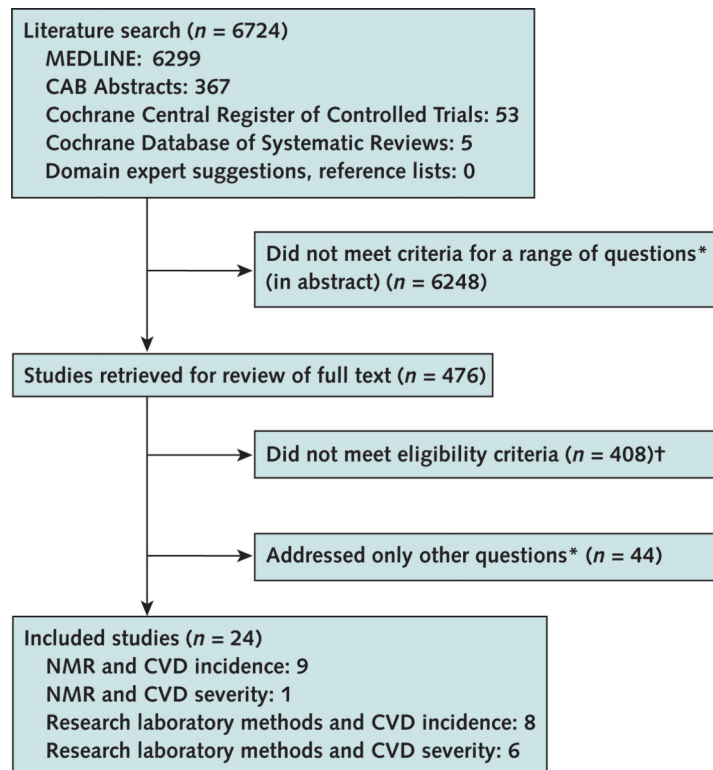 Literature search (n = 6724)
MEDLINE: 6299
CAB Abstracts: 367
Cochrane Central Register of Controlled Trials: 53
Cochrane Database of Systematic Reviews: 5
Domain expert suggestions, reference lists: 0
Did not meet criteria for a range of questions*
(in abstract) (n = 6248)
Studies retrieved for review of full text (n = 476)
Did not meet eligibility criteria (n = 408)†
Addressed only other questions* (n = 44)
Included studies (n = 24)
NMR and CVD incidence: 9
NMR and CVD severity: 1
Research laboratory methods and CVD incidence: 8
Research laboratory methods and CVD severity: 6